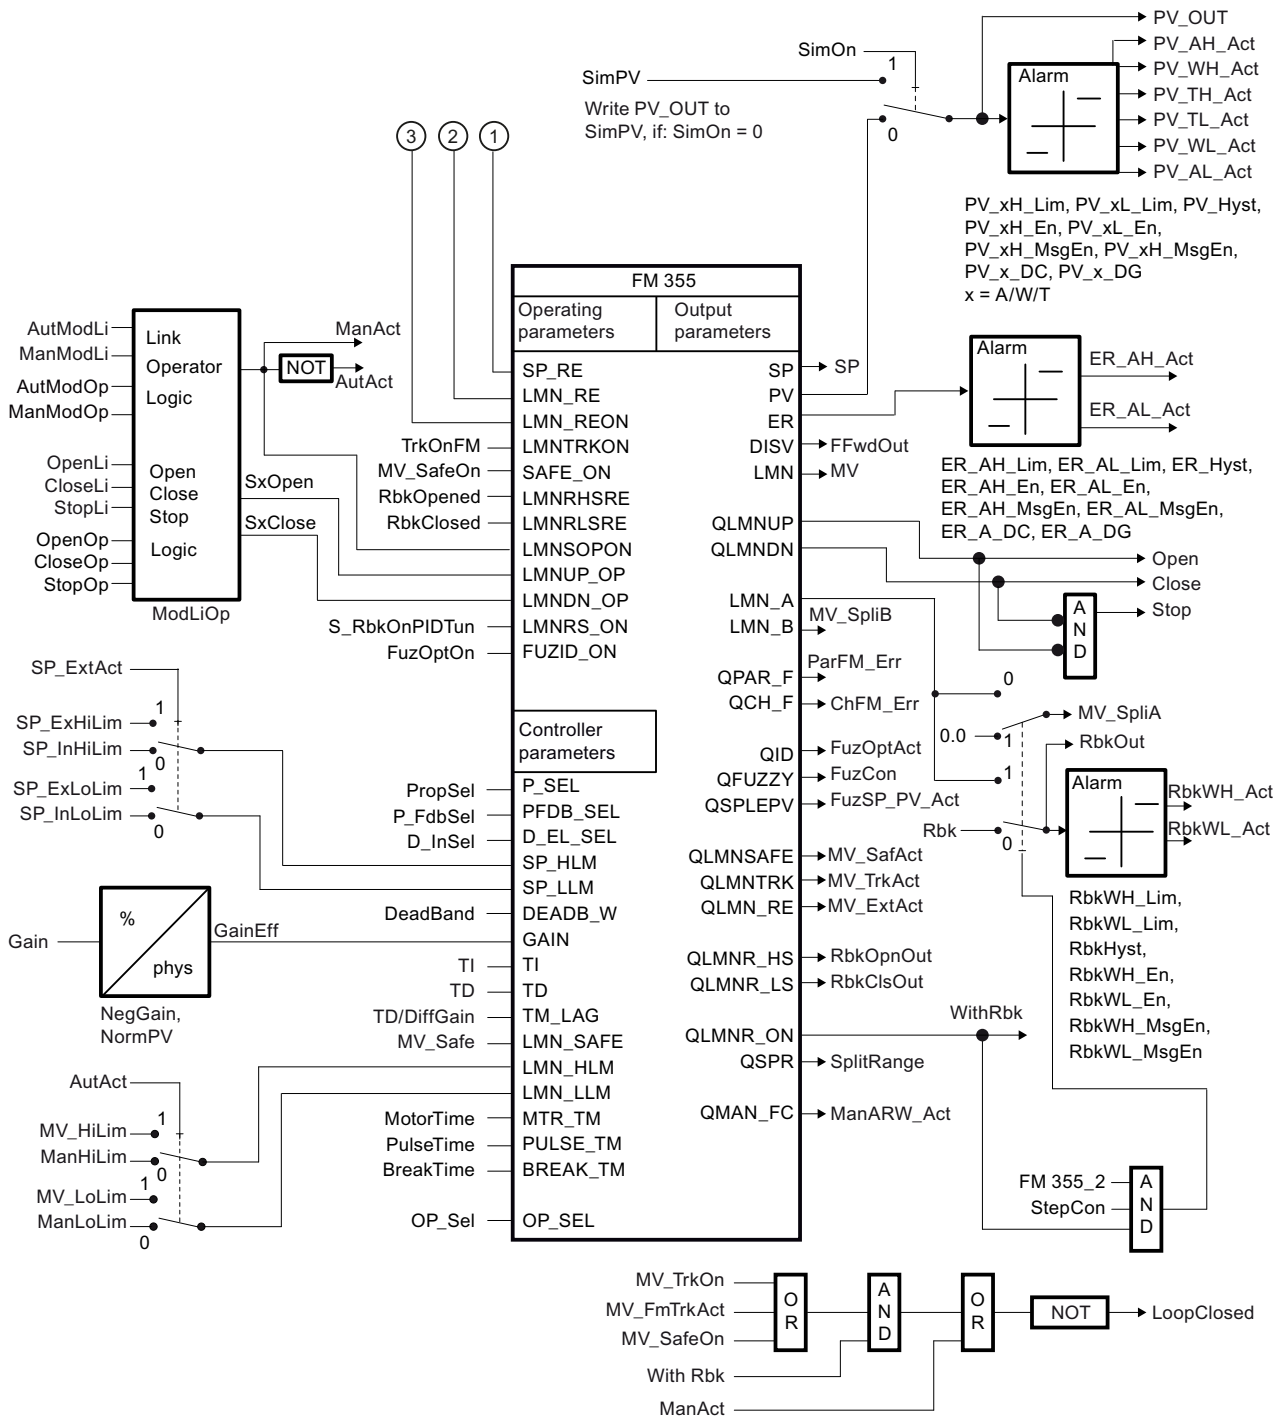 PV_OUT
PV_AH_Act
PV_WH_Act
PV_TH_Act
PV_TL_Act
PV_WL_Act
PV_AL_Act
SimOn
1
SimPV
Write PV_OUT to
SimPV, if: SimOn = 0
0
Alarm
PV_xH_Lim, PV_xL_Lim, PV_Hyst,
PV_xH_En, PV_xL_En,
PV_xH_MsgEn, PV_xH_MsgEn,
PV_x_DC, PV_x_DG
x = A/W/T
3
2
1
FM 355
Operating
parameters
Output
parameters
AutModLi
ManModLi
AutModOp
ManModOp
OpenLi
CloseLi
StopLi
OpenOp
CloseOp
StopOp
Link
Operator
Logic
Open
Close
Stop
Logic
ModLiOp
SxOpen
SxClose
ManAct
NOT
AutAct
TrkOnFM
MV_SafeOn
RbkOpened
RbkClosed
S_RbkOnPIDTun
FuzOptOn
SP_RE
LMN_RE
LMN_REON
LMNTRKON
SAFE_ON
LMNRHSRE
LMNRLSRE
LMNSOPON
LMNUP_OP
LMNDN_OP
LMNRS_ON
FUZID_ON
SP
PV
ER
DISV
LMN
QLMNUP
QLMNDN
LMN_A
LMN_B
QPAR_F
QCH_F
QID
QFUZZY
QSPLEPV
QLMNSAFE
QLMNTRK
QLMN_RE
QLMNR_HS
QLMNR_LS
QLMNR_ON
QSPR
QMAN_FC
SP
FFwdOut
MV
MV_SpliB
ParFM_Err
ChFM_Err
FuzOptAct
FuzCon
FuzSP_PV_Act
MV_SafAct
MV_TrkAct
MV_ExtAct
RbkOpnOut
RbkClsOut
WithRbk
SplitRange
ManARW_Act
Alarm
ER_AH_Act
ER_AL_Act
ER_AH_Lim, ER_AL_Lim, ER_Hyst,
ER_AH_En, ER_AL_En,
ER_AH_MsgEn, ER_AL_MsgEn,
ER_A_DC, ER_A_DG
Open
Close
Stop
A
N
D
0
0.0
1
MV_SpliA
RbkOut
1
Rbk
0
Alarm
RbkWH_Act
RbkWL_Act
RbkWH_Lim,
RbkWL_Lim,
RbkHyst,
RbkWH_En,
RbkWL_En,
RbkWH_MsgEn,
RbkWL_MsgEn
SP_ExtAct
1
SP_ExHiLim
SP_InHiLim
0
1
SP_ExLoLim
SP_InLoLim
0
Controller
parameters
PropSel
P_FdbSel
D_InSel
DeadBand
P_SEL
PFDB_SEL
D_EL_SEL
SP_HLM
SP_LLM
DEADB_W
GAIN
TI
TD
TM_LAG
LMN_SAFE
LMN_HLM
LMN_LLM
MTR_TM
PULSE_TM
BREAK_TM
OP_SEL
Gain
%
phys
GainEff
NegGain,
NormPV
TI
TD
TD/DiffGain
MV_Safe
AutAct
1
MV_HiLim
ManHiLim
0
1
MV_LoLim
ManLoLim
0
MotorTime
PulseTime
BreakTime
OP_Sel
FM 355_2
StepCon
A
N
D
MV_TrkOn
MV_FmTrkAct
MV_SafeOn
With Rbk
ManAct
O
R
A
N
D
O
R
NOT
LoopClosed